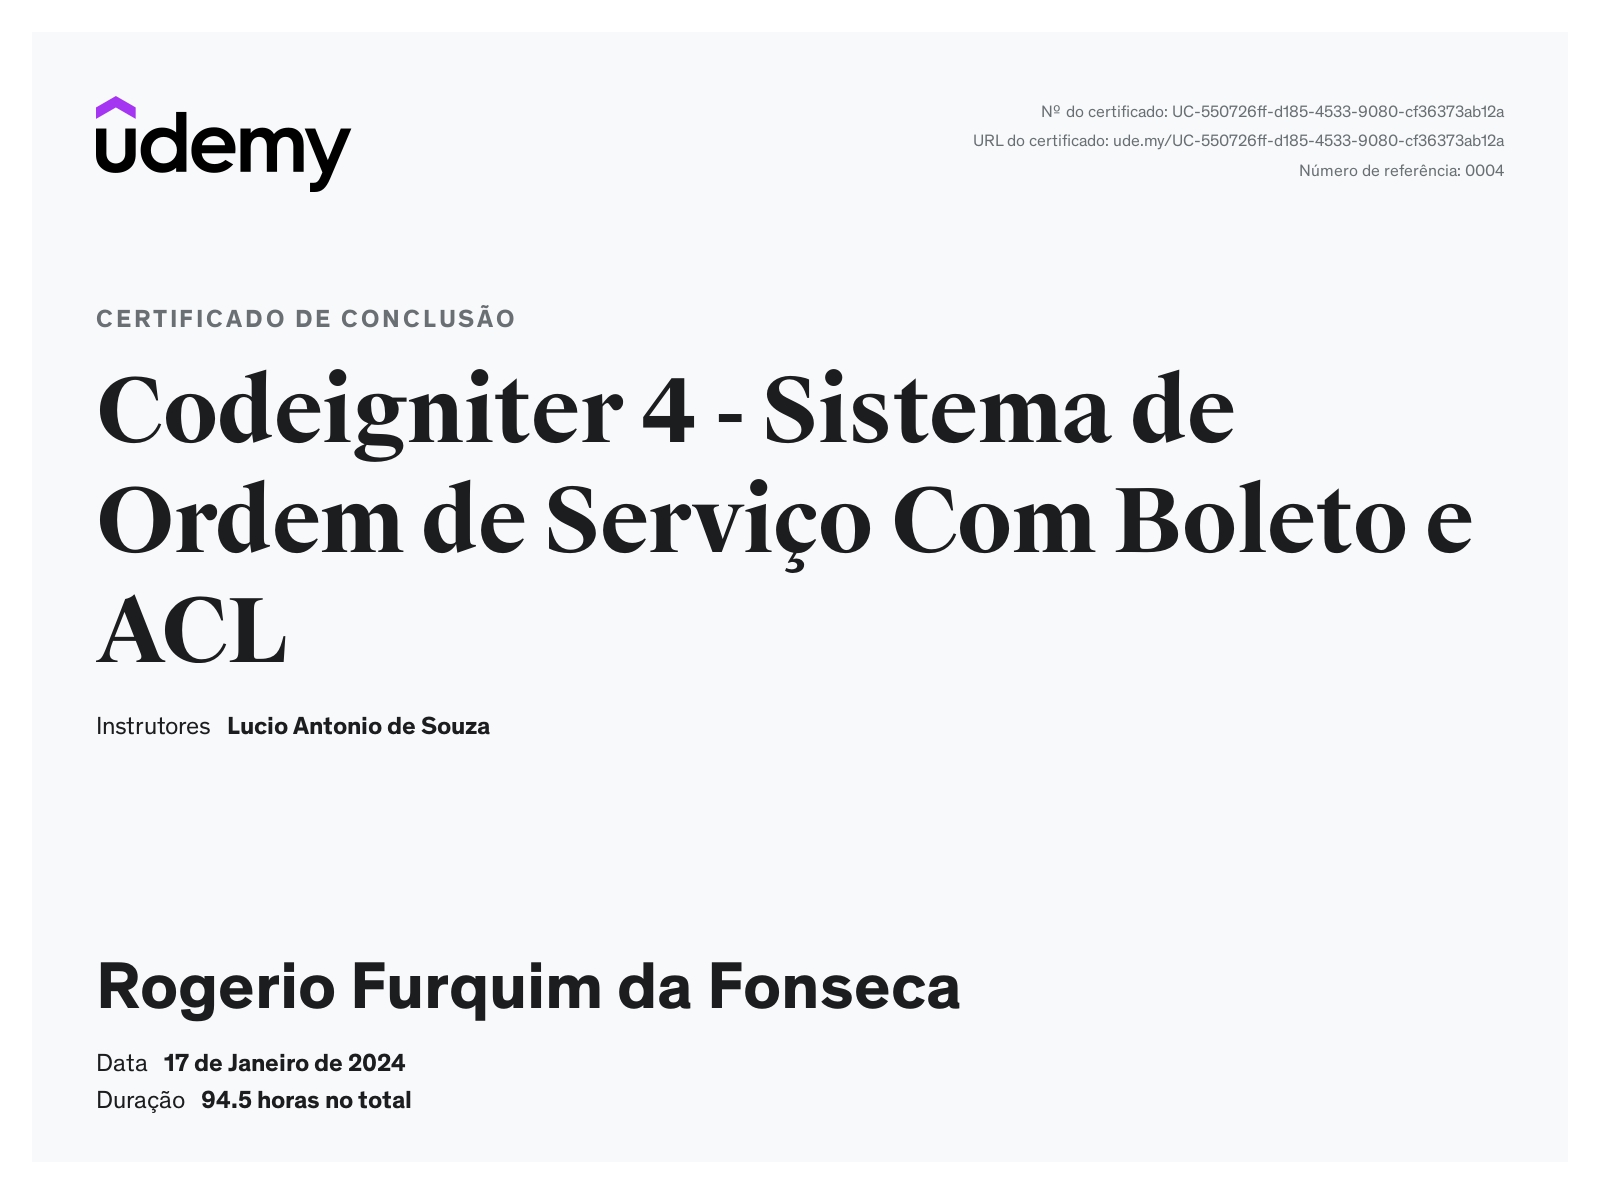 udemy
Nº do certificado: UC-550726ff-d185-4533-9080-cf36373ab12a
URL do certificado: ude.my/UC-550726ff-d185-4533-9080-cf36373ab12a
Número de referência: 0004
CERTIFICADO DE CONCLUSÃO
Codeigniter 4 - Sistema de
Ordem de Serviço Com Boleto e
ACL
Instrutores Lucio Antonio de Souza
Rogerio Furquim da Fonseca
Data 17 de Janeiro de 2024
Duração 94.5 horas no total